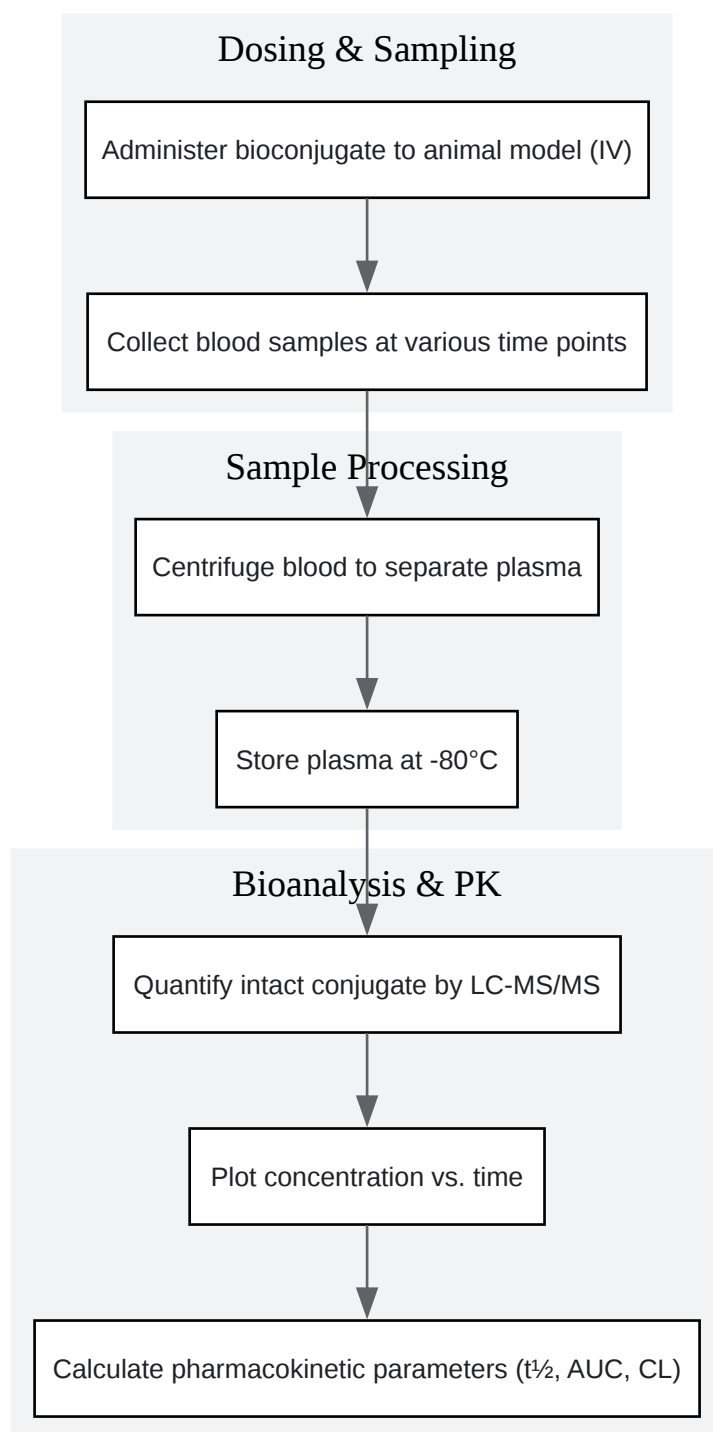 Dosing & Sampling
Administer bioconjugate to animal model (IV)
Collect blood samples at various time points
Sample Processing
Centrifuge blood to separate plasma
Store plasma at -80°C
Bioanalysis & PK
Quantify intact conjugate by LC-MS/MS
Plot concentration vs. time
Calculate pharmacokinetic parameters (t½, AUC, CL)